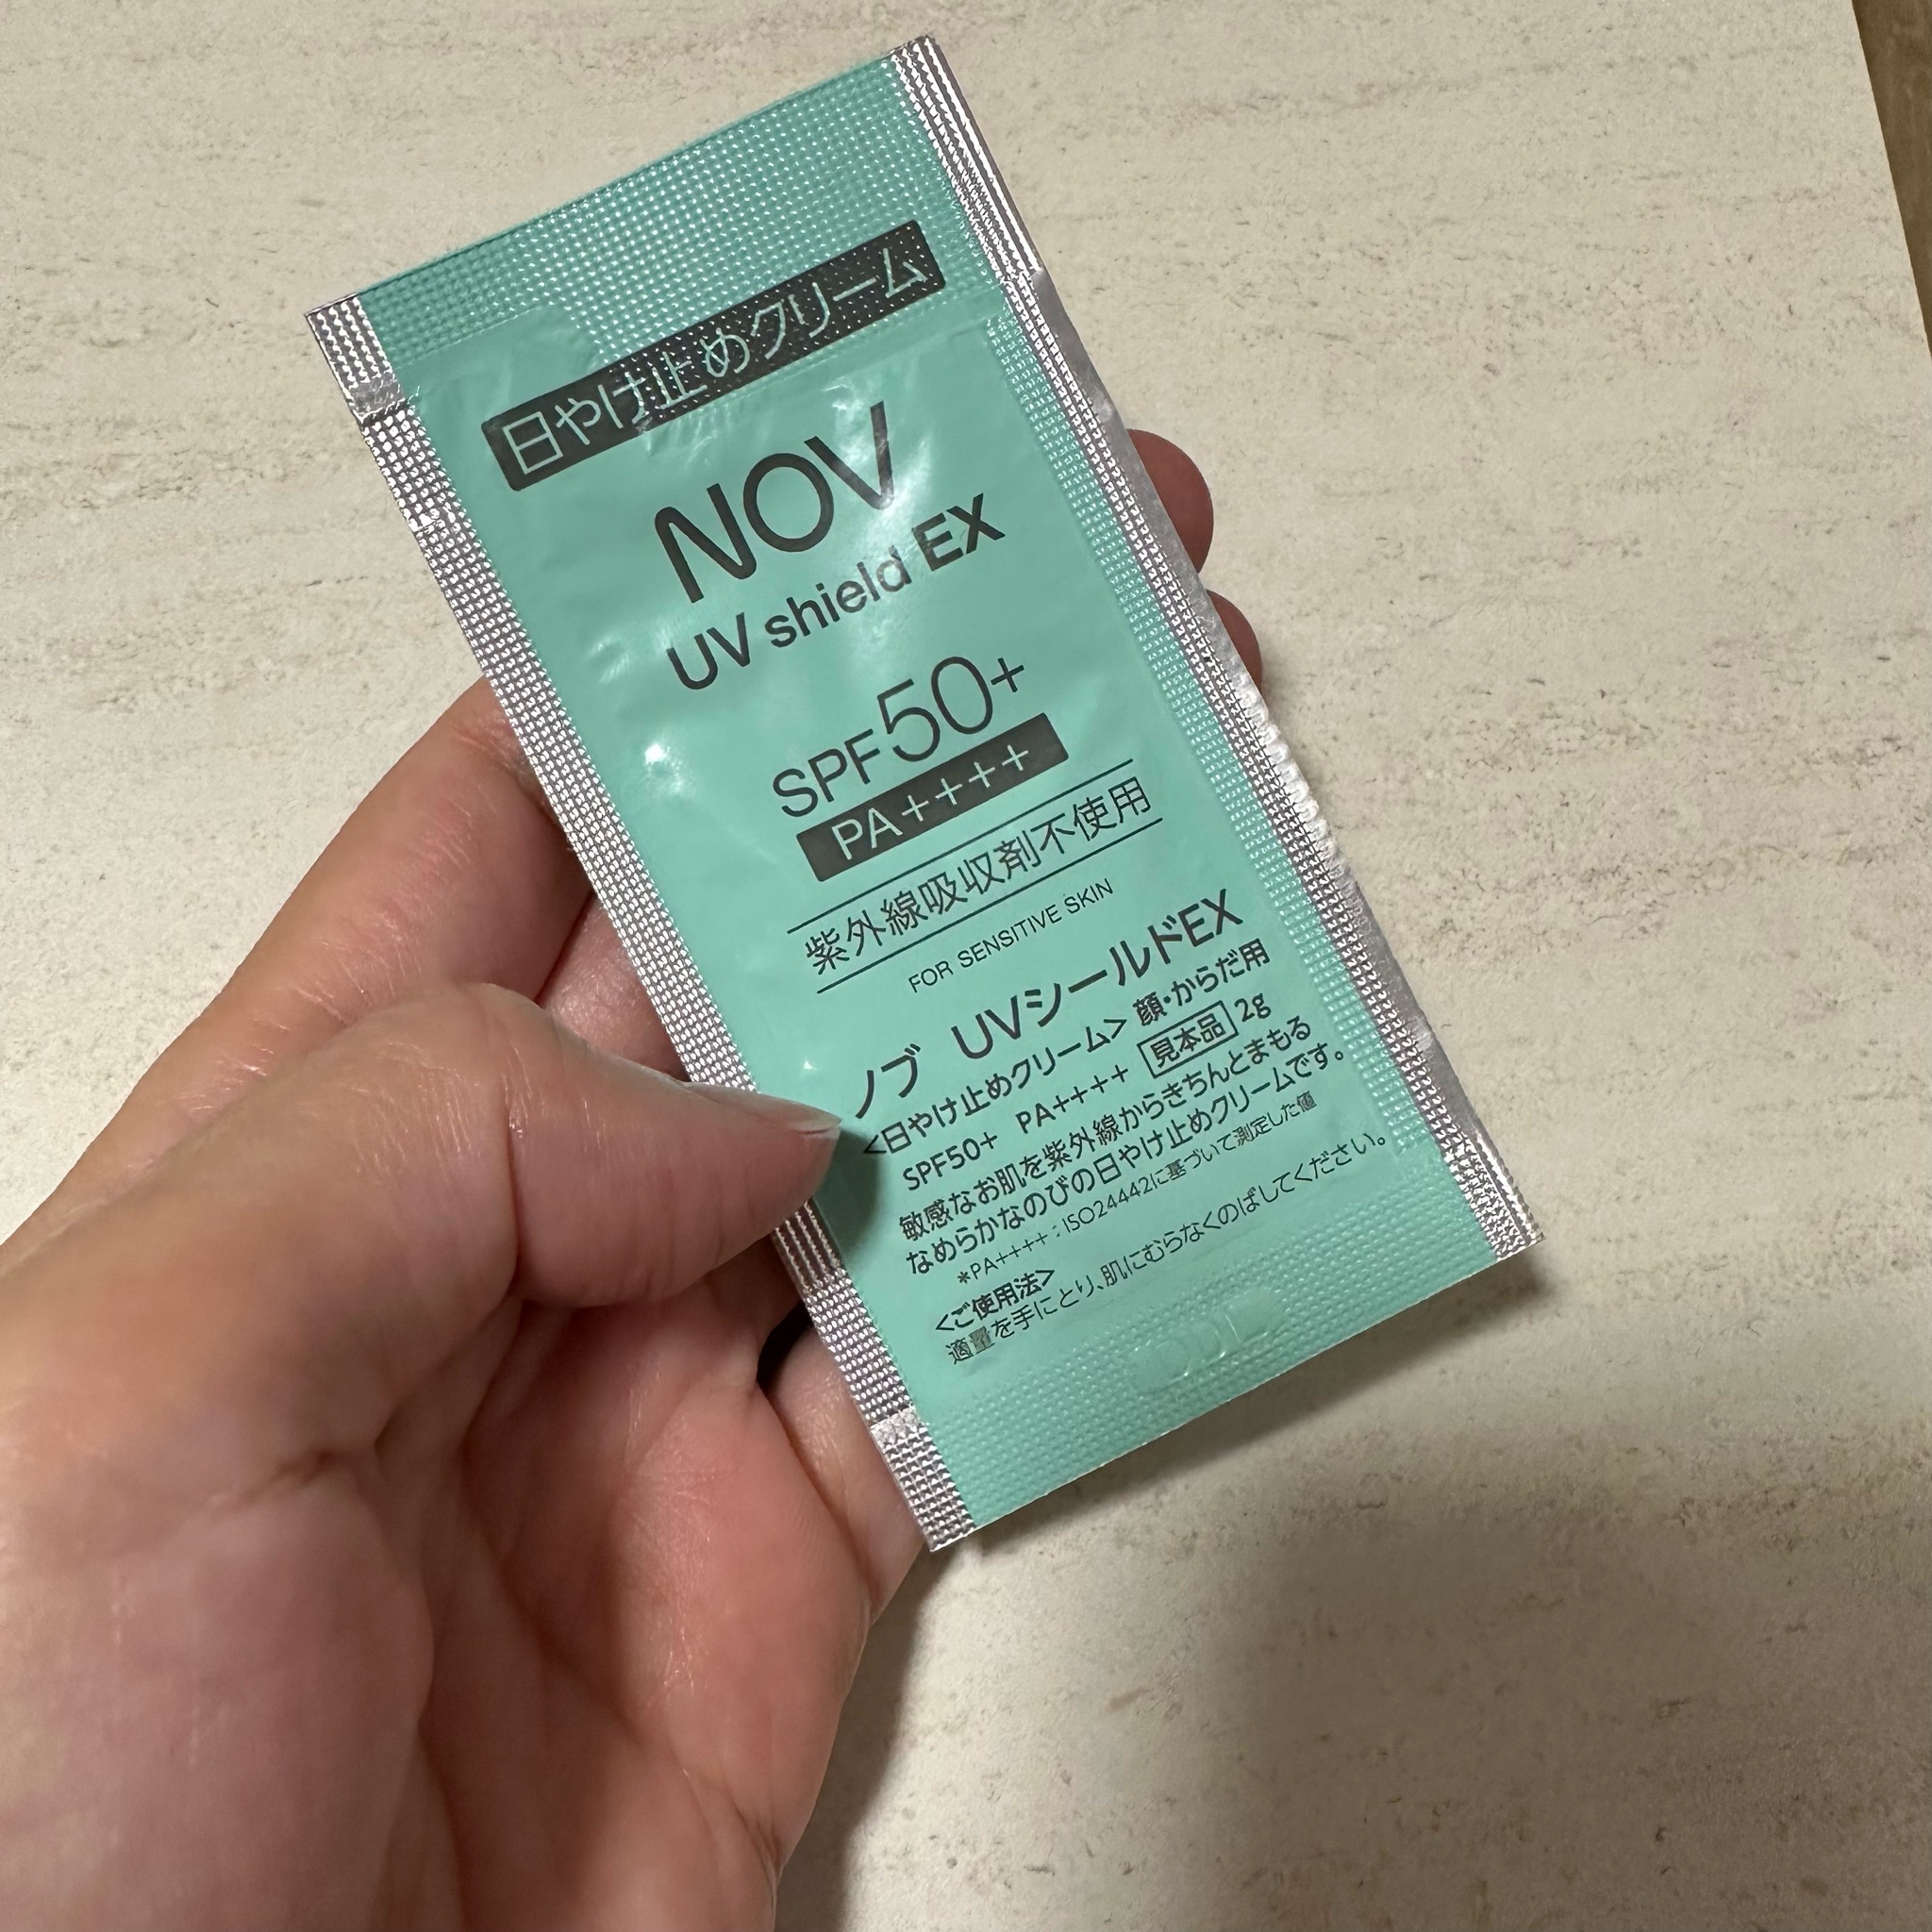 日やけ止めクリーム
NOV
UV shield EX
SPF50+
PA++++
紫外線吸収剤不使用
FOR SENSITIVE SKIN
ノブ UVシールドEX
<日やけ止めクリーム> 顔・からだ用
SPF50+ PA++++ 見本品 2g
敏感なお肌を紫外線からきちんとまもる
なめらかなのびの日やけ止めクリームです。
*PA++++:ISO24442に基づいて測定した値
<ご使用法>
適量を手にとり、肌にむらなくのばしてください。